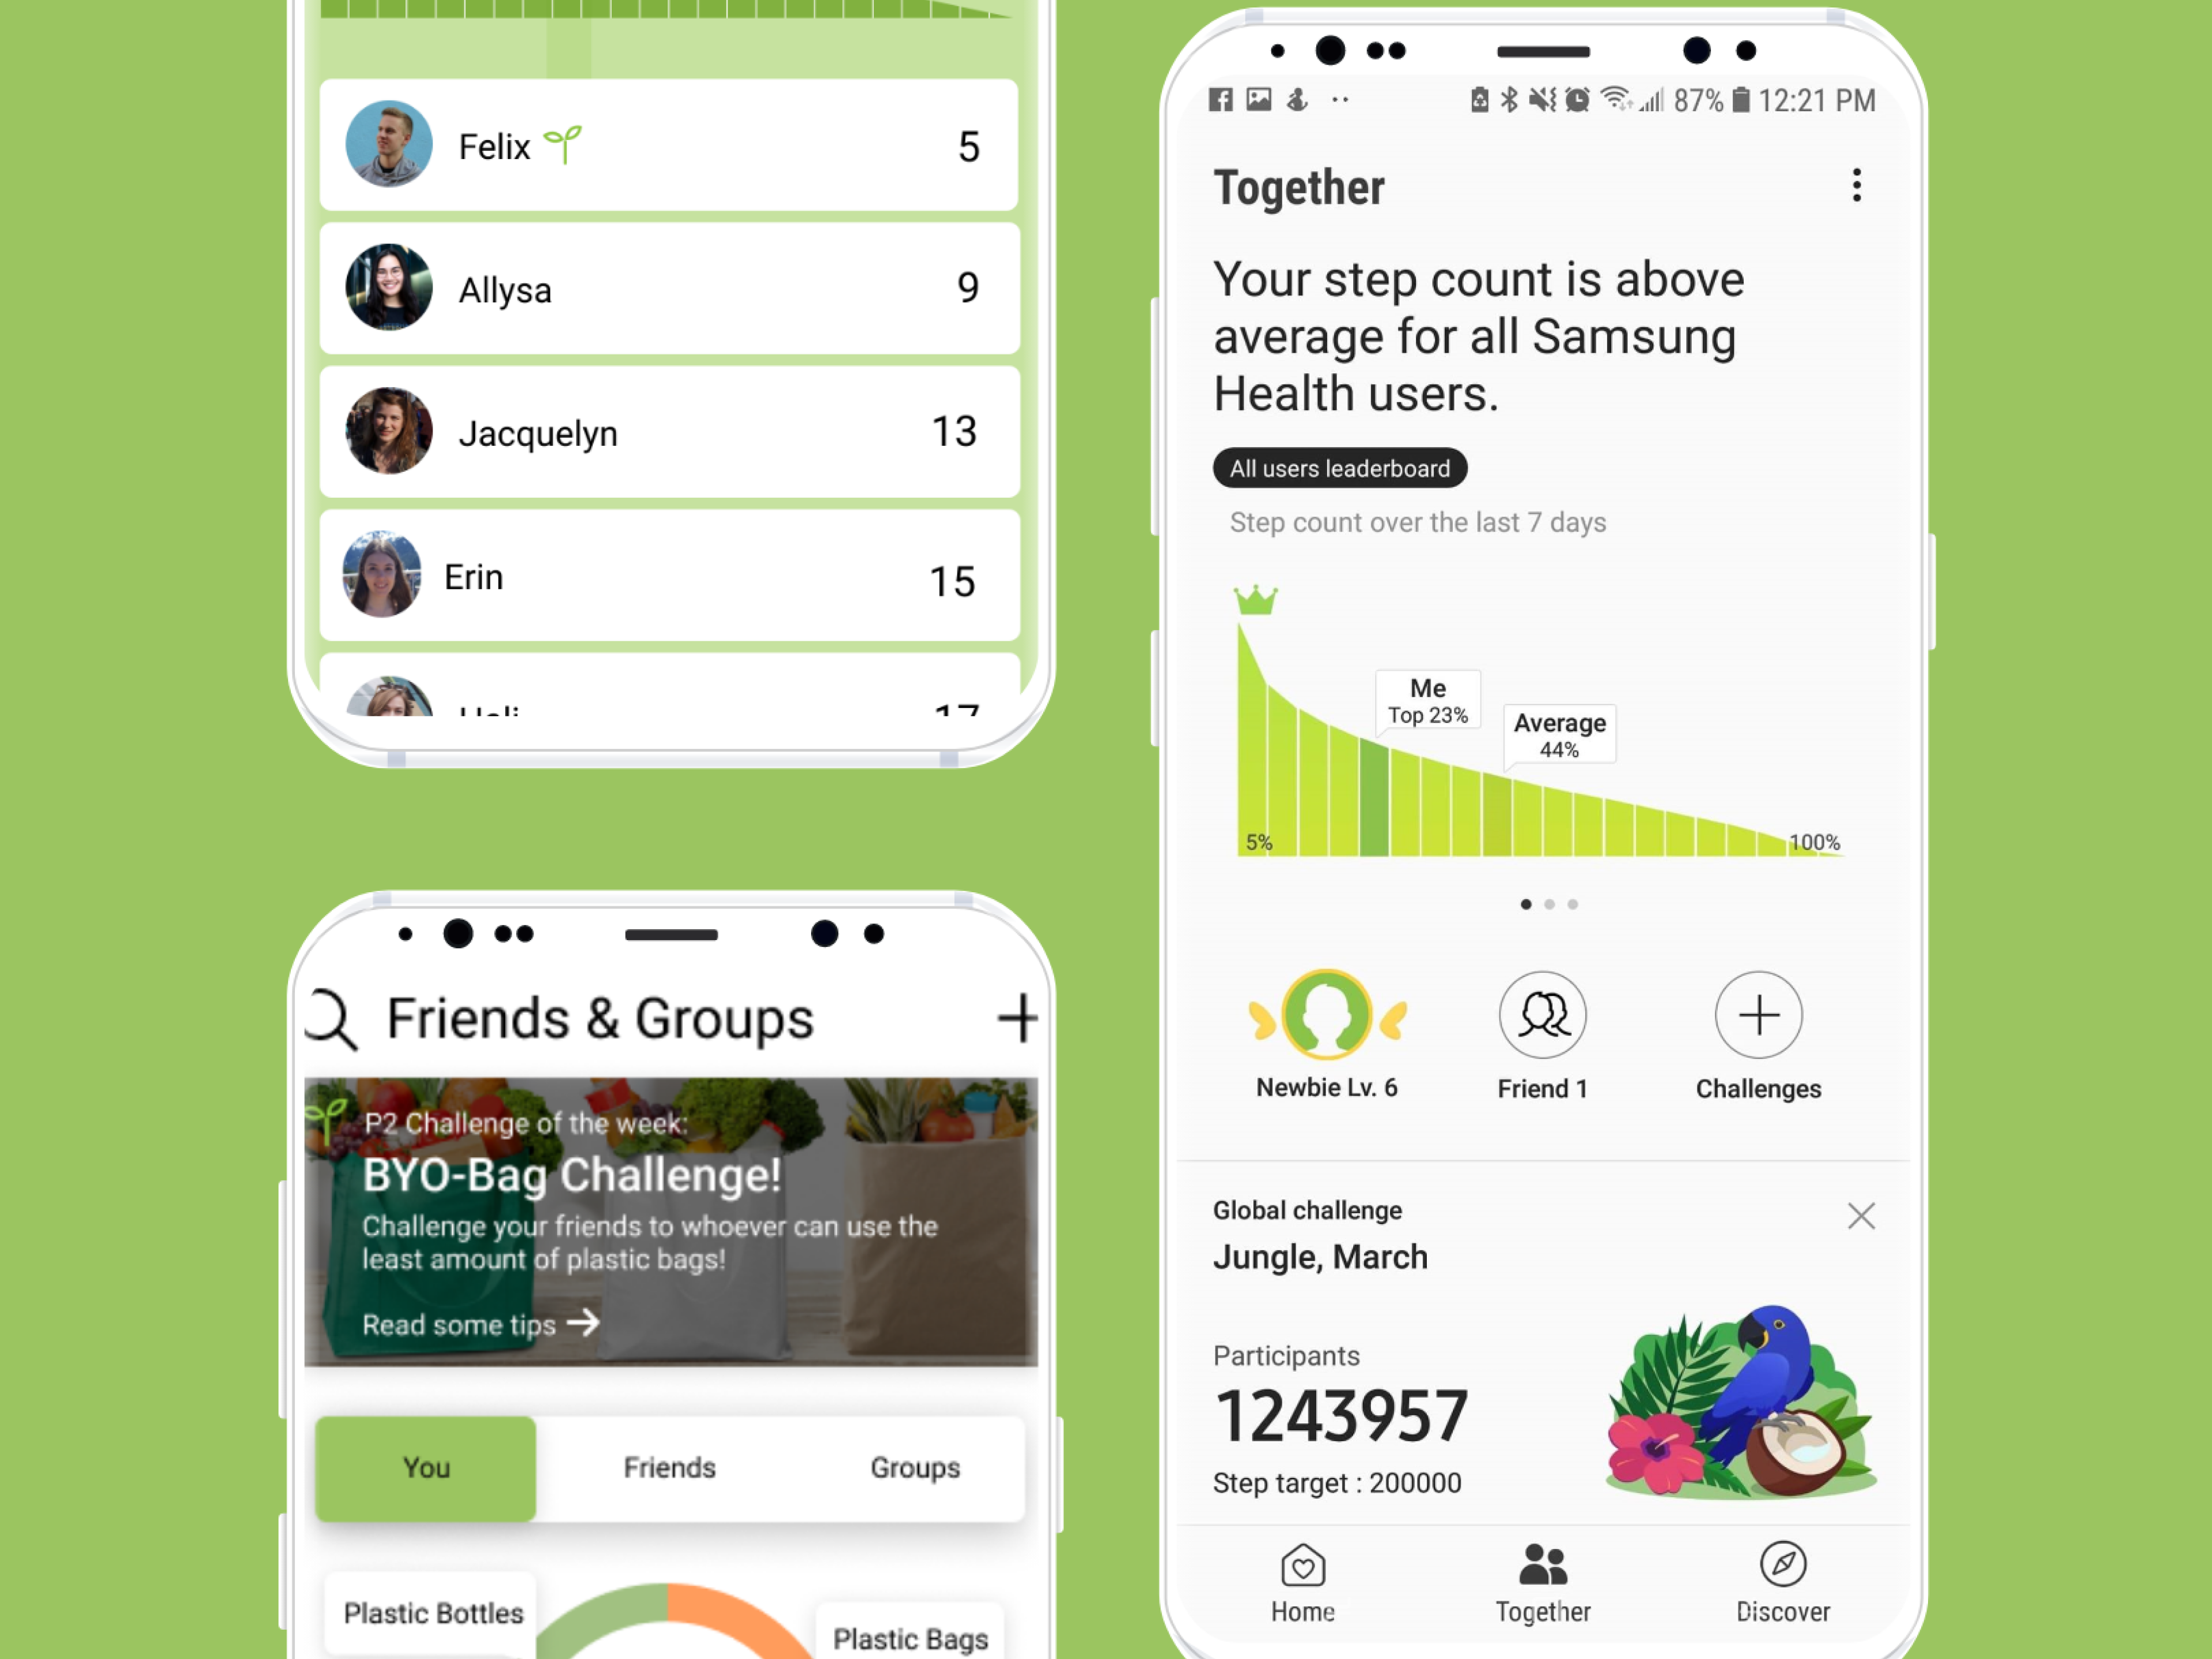 Felix 5
Allysa 9
Jacquelyn 13
Erin 15
17
Friends & Groups
P2 Challenge of the week:
BYO-Bag Challenge!
Challenge your friends to whoever can use the
least amount of plastic bags!
Read some tips
You Friends Groups
Plastic Bottles
Plastic Bags
87% 12:21 PM
Together
Your step count is above
average for all Samsung
Health users.
All users leaderboard
Step count over the last 7 days
Me
Top 23%
Average
44%
5% 100%
Newbie Lv. 6 Friend 1 Challenges
Global challenge
Jungle, March
Participants
1243957
Step target : 200000
Home Together Discover